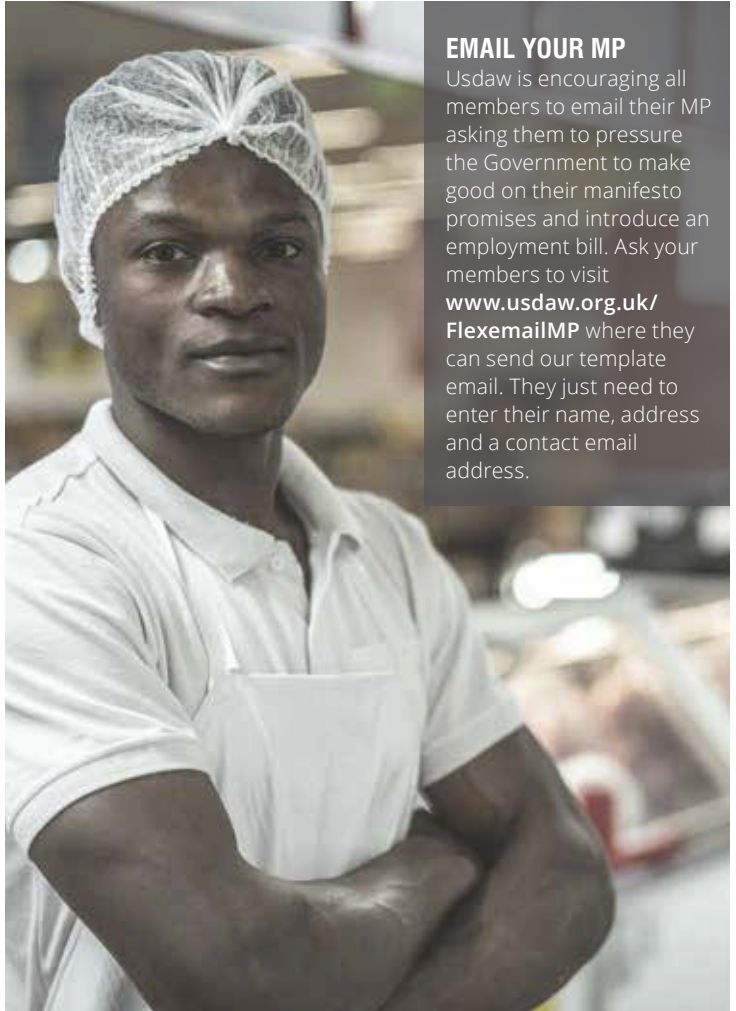 EMAIL YOUR MP
Usdaw is encouraging all
members to email their MP
asking them to pressure
the Government to make
good on their manifesto
promises and introduce an
employment bill. Ask your
members to visit
www.usdaw.org.uk/
FlexemailMP where they
can send our template
email. They just need to
enter their name, address
and a contact email
address.